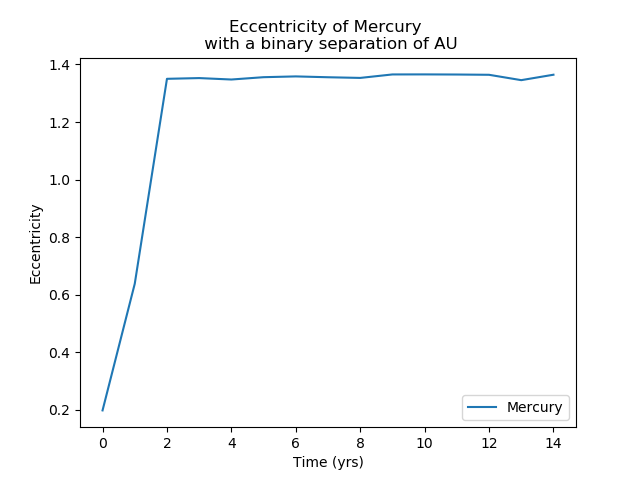 Eccentricity of Mercury
with a binary separation of AU
1.4
1.2
1.0
0.8
0.6
0.4
0.2
Eccentricity
Mercury
0 2 4 6 8 10 12 14
Time (yrs)